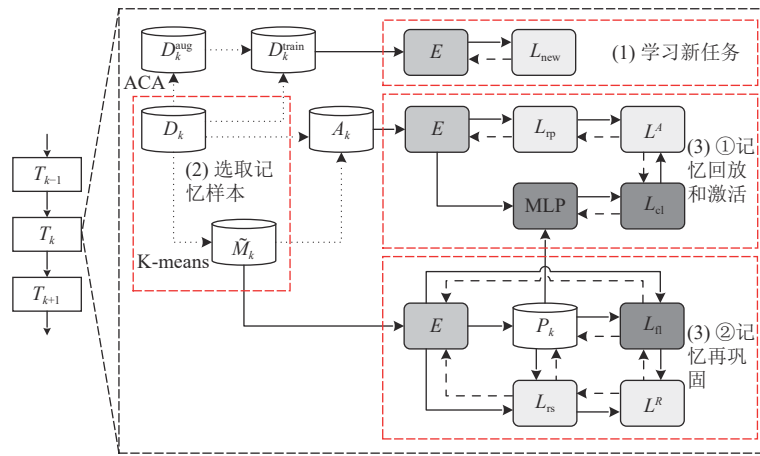 D_k^aug
D_k^train
E
L_new
(1) 学习新任务
ACA
D_k
A_k
E
L_rp
L^A
(3) ①记
忆回放
和激活
(2) 选取记
忆样本
MLP
L_cl
T_{k−1}
T_k
T_{k+1}
K-means
M̃_k
E
P_k
L_fl
(3) ②记
忆再巩
固
L_rs
L^R